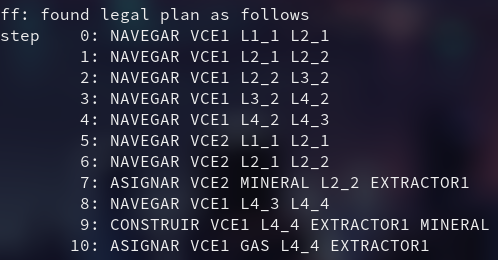 ff: found legal plan as follows
step 0: NAVEGAR VCE1 L1_1 L2_1
1: NAVEGAR VCE1 L2_1 L2_2
2: NAVEGAR VCE1 L2_2 L3_2
3: NAVEGAR VCE1 L3_2 L4_2
4: NAVEGAR VCE1 L4_2 L4_3
5: NAVEGAR VCE2 L1_1 L2_1
6: NAVEGAR VCE2 L2_1 L2_2
7: ASIGNAR VCE2 MINERAL L2_2 EXTRACTOR1
8: NAVEGAR VCE1 L4_3 L4_4
9: CONSTRUIR VCE1 L4_4 EXTRACTOR1 MINERAL
10: ASIGNAR VCE1 GAS L4_4 EXTRACTOR1